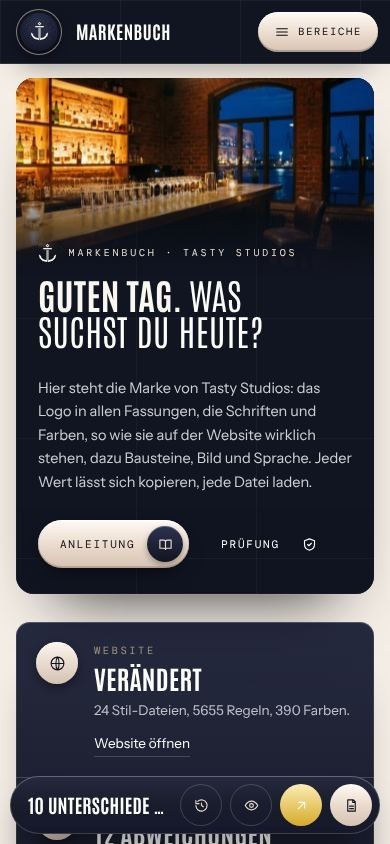 MARKENBUCH
BEREICHE
MARKENBUCH · TASTY STUDIOS
GUTEN TAG. WAS
SUCHST DU HEUTE?
Hier steht die Marke von Tasty Studios: das
Logo in allen Fassungen, die Schriften und
Farben, so wie sie auf der Website wirklich
stehen, dazu Bausteine, Bild und Sprache. Jeder
Wert lässt sich kopieren, jede Datei laden.
ANLEITUNG
PRÜFUNG
WEBSITE
VERÄNDERT
24 Stil-Dateien, 5655 Regeln, 390 Farben.
Website öffnen
10 UNTERSCHIEDE …
12 ABWEICHUNGEN